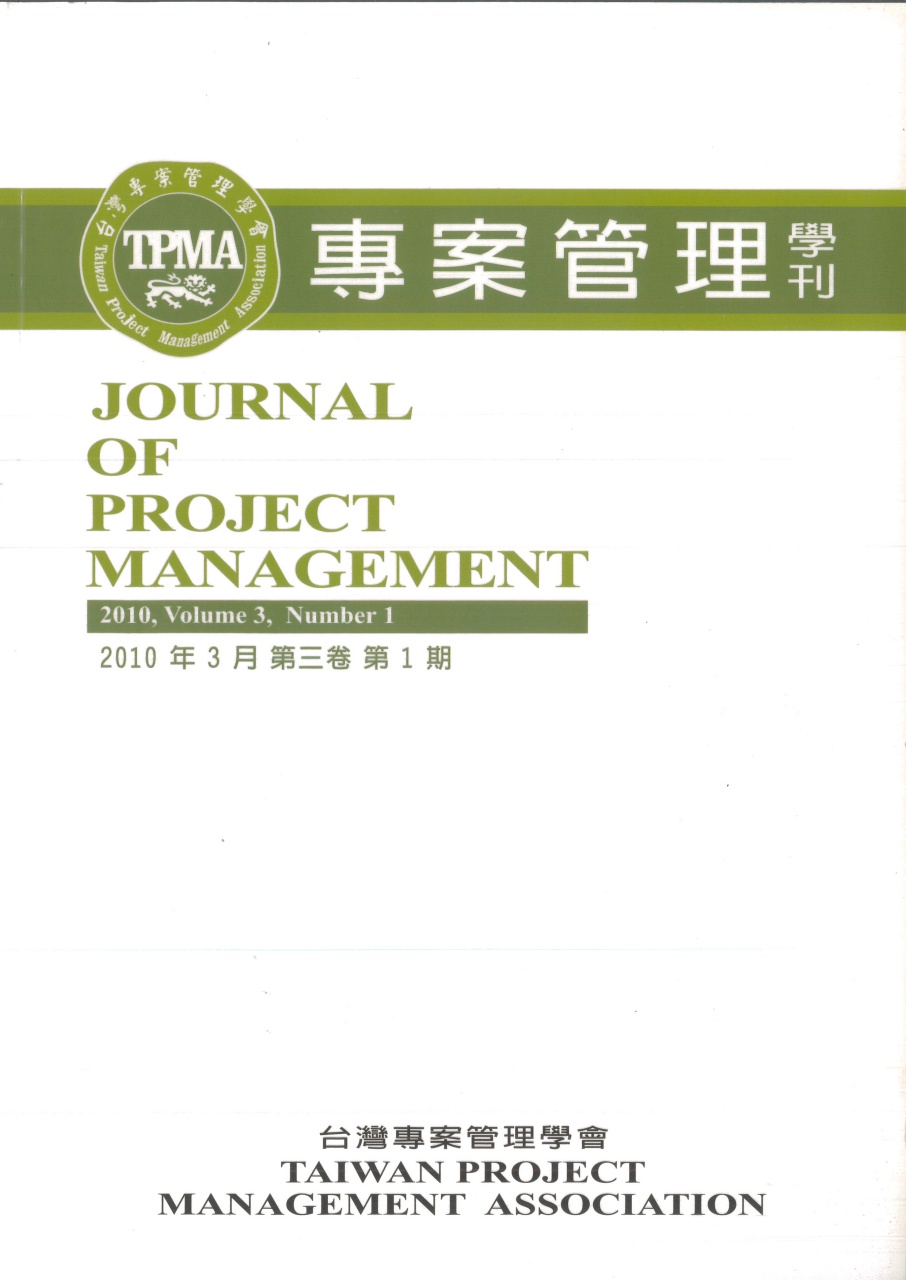 台灣專案管理學會
TPMA
Taiwan Project Management Association
專案管理
學刊
JOURNAL
OF
PROJECT
MANAGEMENT
2010, Volume 3, Number 1
2010 年 3 月 第三卷 第 1 期
台灣專案管理學會
TAIWAN PROJECT
MANAGEMENT ASSOCIATION